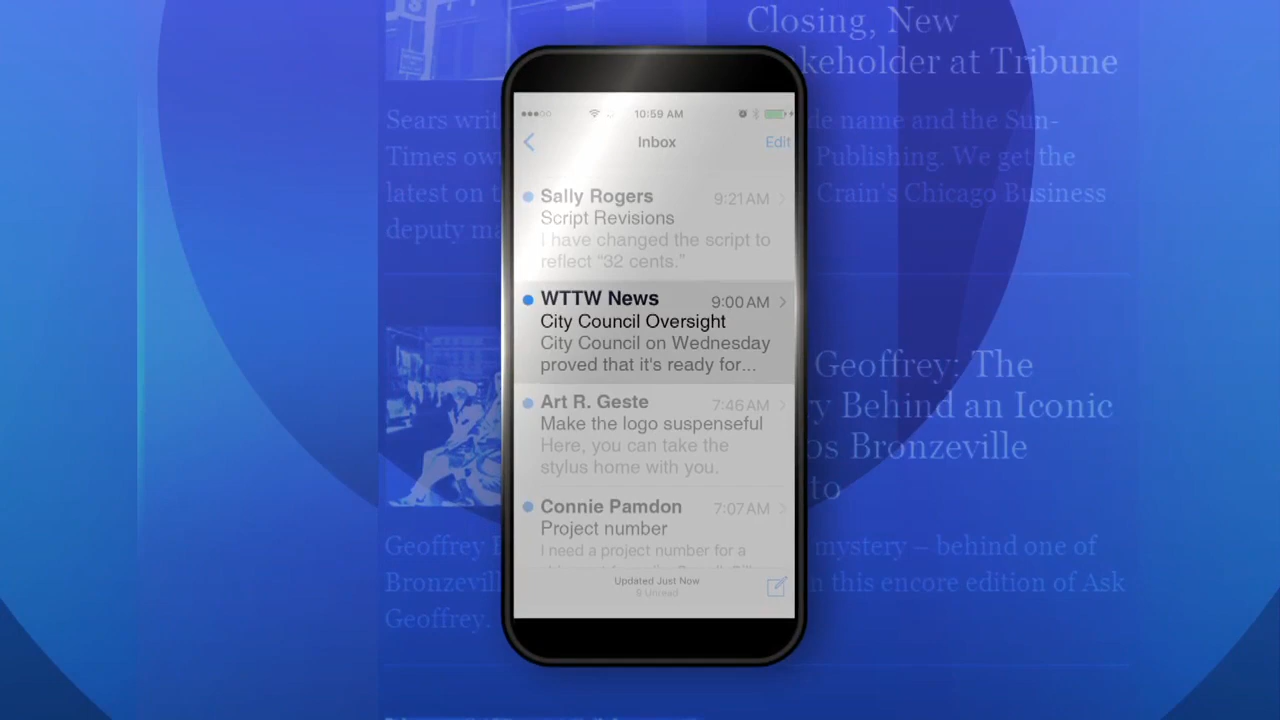 Closing, New
keholder at Tribune
Sears writ
de name and the Sun-
Times ow
Publishing. We get the
latest on t
Crain's Chicago Business
deputy ma
10:59 AM
Inbox
Edit
Sally Rogers 9:21 AM
Script Revisions
I have changed the script to
reflect “32 cents.”
WTTW News 9:00 AM
City Council Oversight
City Council on Wednesday
proved that it's ready for...
Art R. Geste 7:46 AM
Make the logo suspenseful
Here, you can take the
stylus home with you.
Connie Pamdon 7:07 AM
Project number
I need a project number for a
Updated Just Now
9 Unread
Geoffrey: The
y Behind an Iconic
os Bronzeville
to
Geoffrey B
mystery – behind one of
Bronzevill
n this encore edition of Ask
Geoffrey.